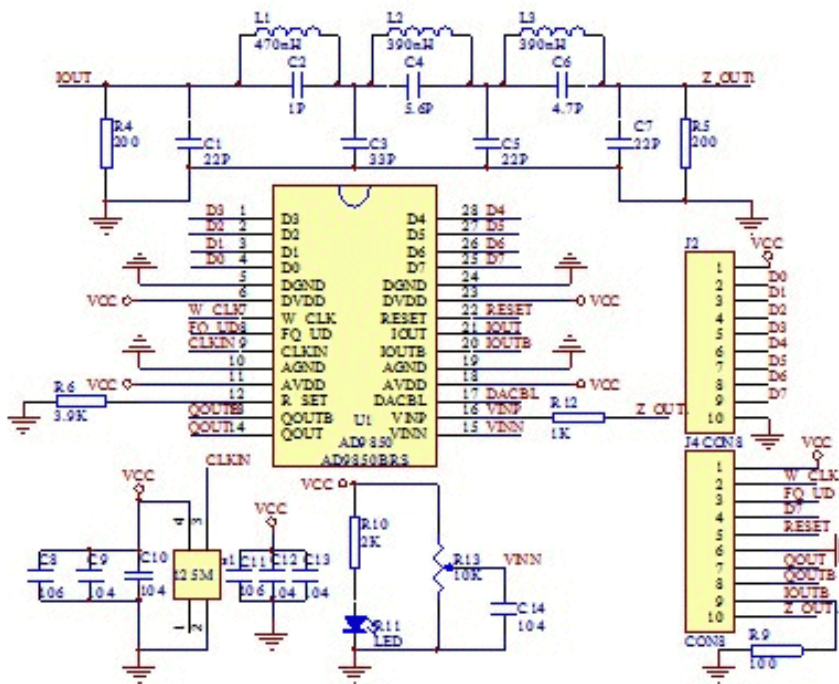 L1
470nH
L2
390nH
L3
390nH
IOUT
C2
1P
C4
5.6P
C6
4.7P
Z_OUT1
R4
200
C1
22P
C3
33P
C5
22P
C7
22P
R5
200
D3 1 D3 D4 28 D4
D2 2 D2 D5 27 D5
D1 3 D1 D6 26 D6
D0 4 D0 D7 25 D7
5 DGND DGND 24
VCC 6 DVDD DVDD 23 VCC
W_CLK7 W_CLK RESET 22 RESET
FQ_UD8 FQ_UD IOUT 21 IOUT
CLKIN 9 CLKIN IOUTB 20 IOUTB
10 AGND AGND 19
VCC 11 AVDD AVDD 18 VCC
R6
3.9K
12 R_SET DACBL 17 DACBL
QOUTB13 QOUTB VINP 16 VINP
QOUT14 QOUT VINN 15 VINN
U1
AD9850
AD9850BRS
R12
1K
Z_OUT
J2
VCC
1
2 D0
3 D1
4 D2
5 D3
6 D4
7 D5
8 D6
9 D7
10
J4 CON8
VCC
1
2 W_CLK
3 FQ_UD
4 D7
5 RESET
6
7 QOUT
8 QOUTB
9 IOUTB
10 Z_OUT
CON8
R9
100
VCC
CLKIN
4
3
125M
1
2
C8
106
C9
104
C10
104
VCC
C11
106
C12
104
C13
104
VCC
R10
2K
R11
LED
R13
10K
VINN
C14
104